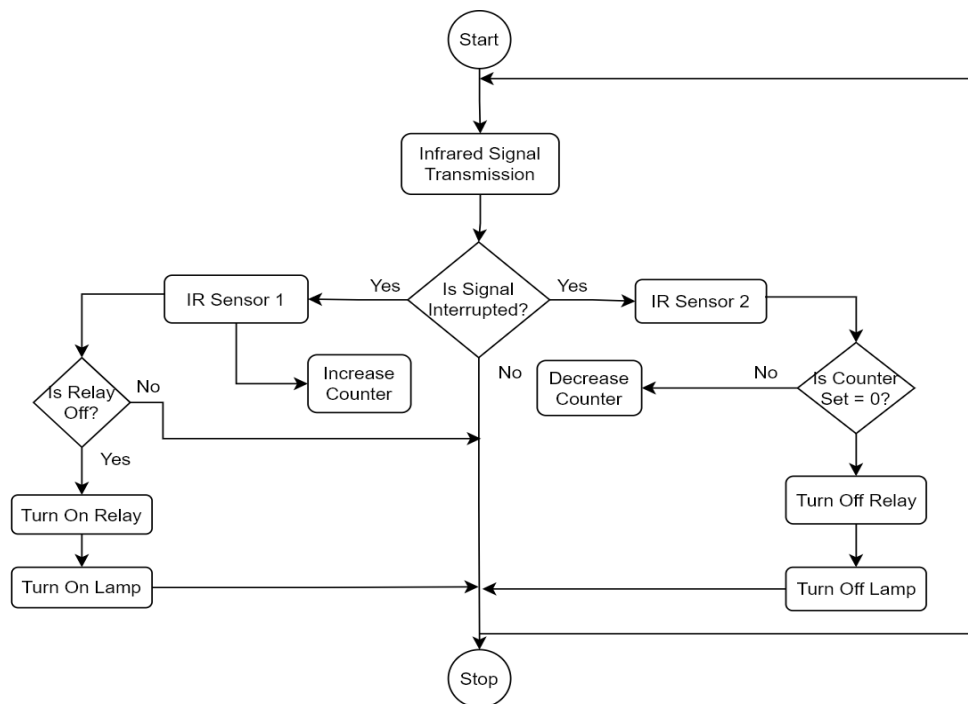 Start
Infrared Signal
Transmission
Is Signal
Interrupted?
Yes
Yes
No
IR Sensor 1
IR Sensor 2
Increase
Counter
Decrease
Counter
No
Is Counter
Set = 0?
Is Relay
Off?
No
Yes
Turn On Relay
Turn Off Relay
Turn On Lamp
Turn Off Lamp
Stop